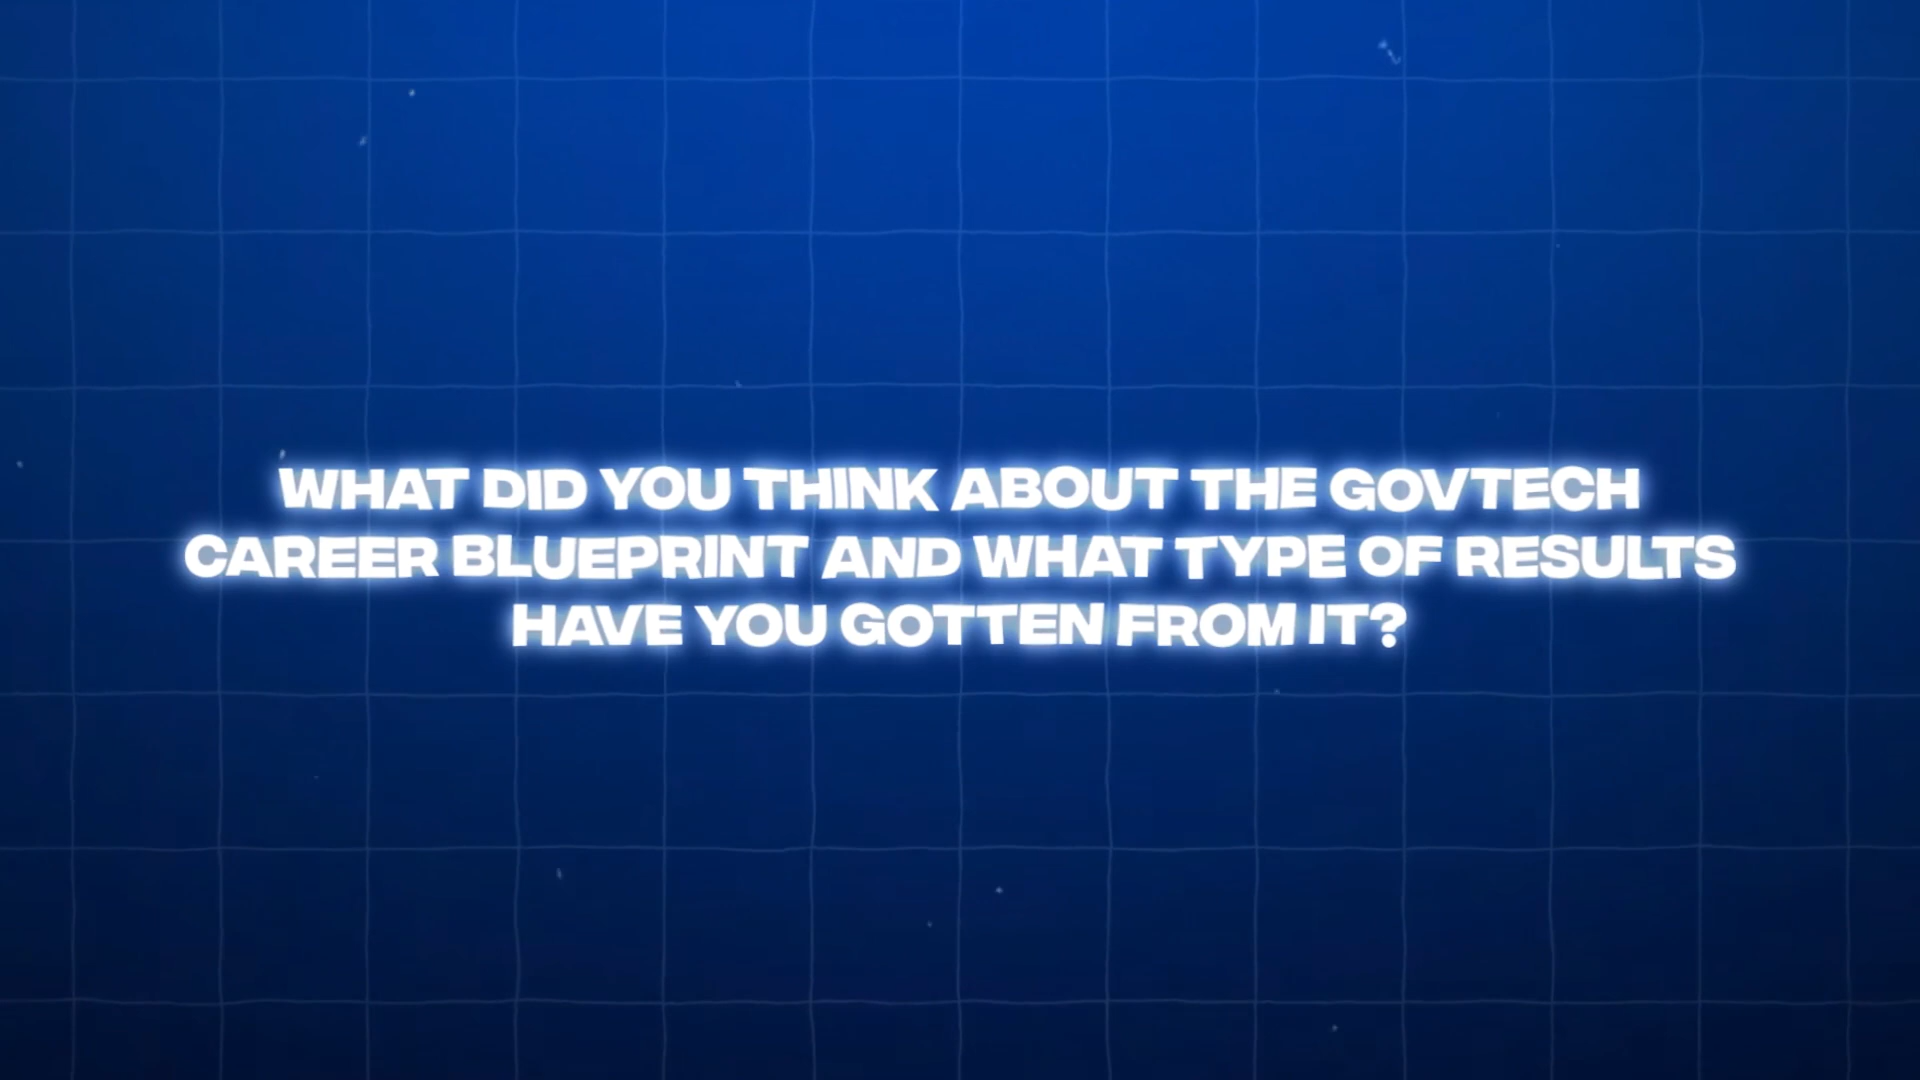 WHAT DID YOU THINK ABOUT THE GOVTECH
CAREER BLUEPRINT AND WHAT TYPE OF RESULTS
HAVE YOU GOTTEN FROM IT?